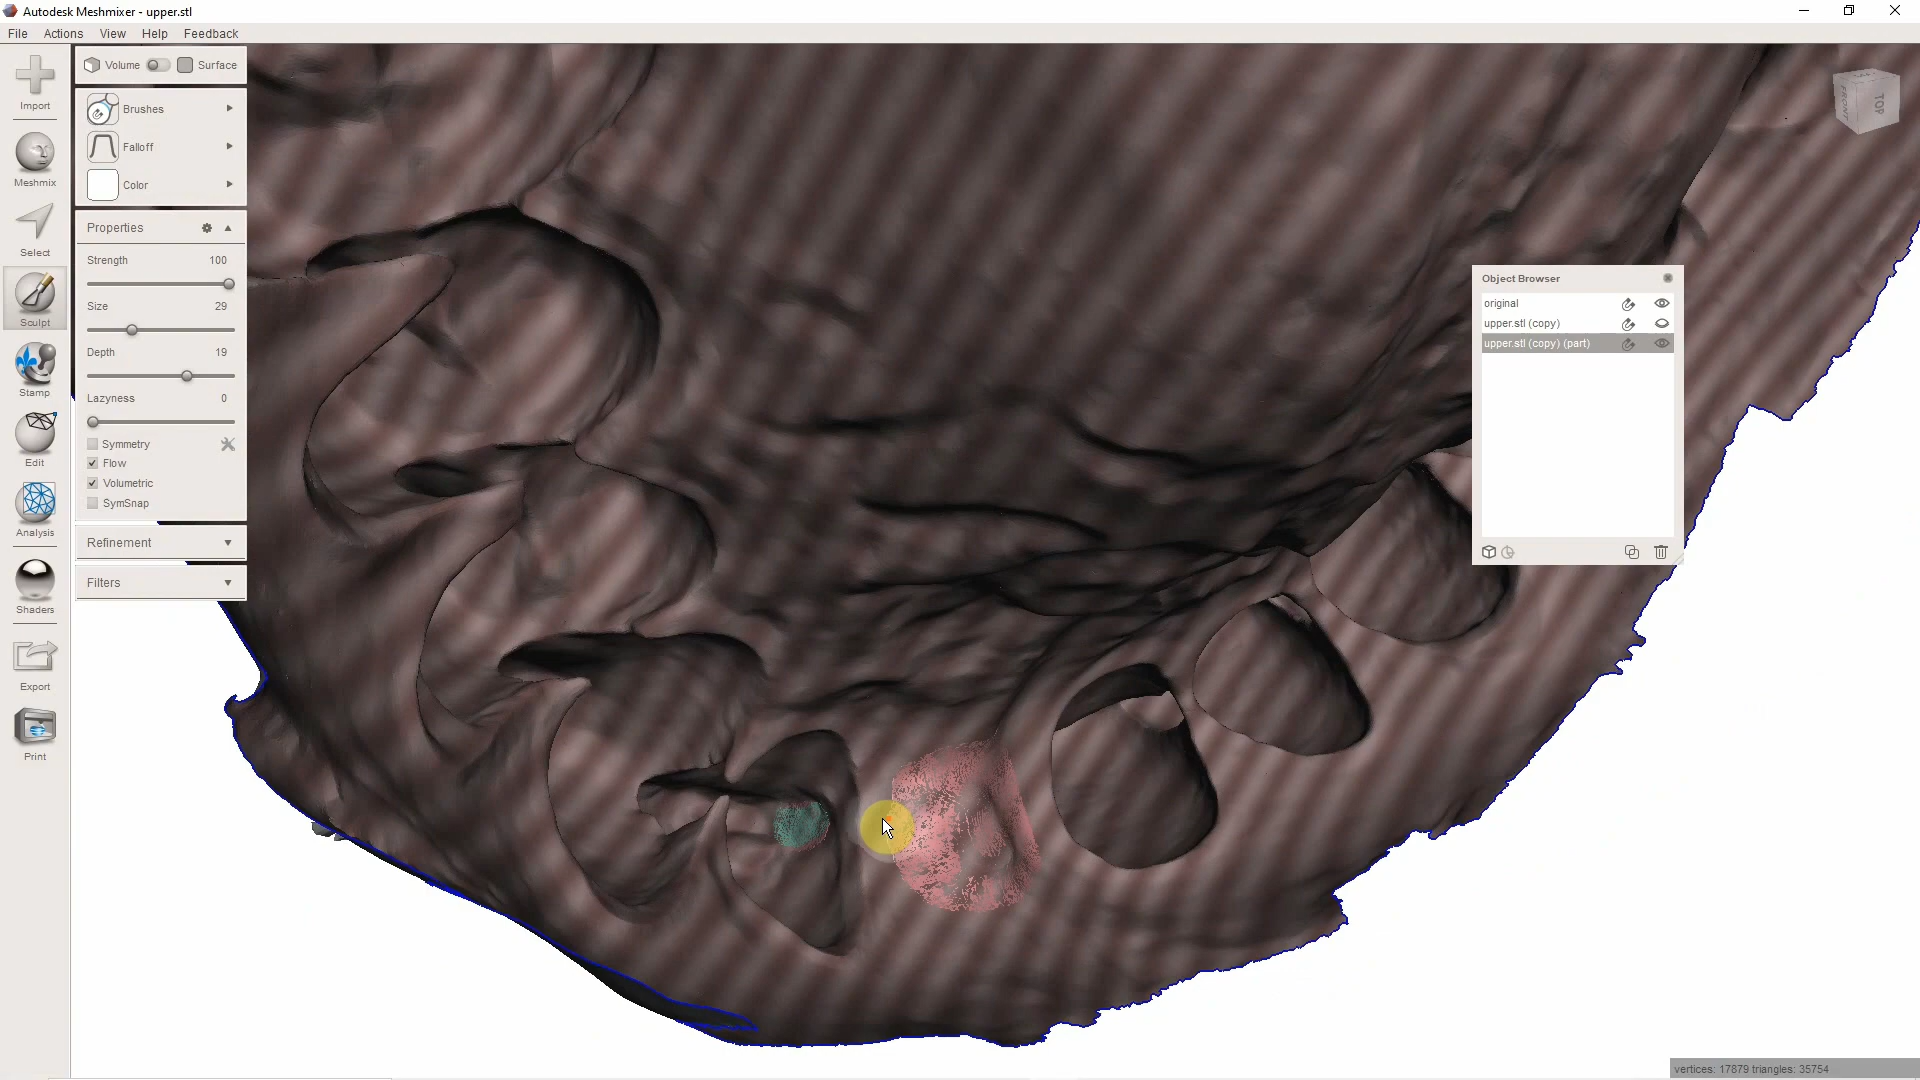 Autodesk Meshmixer - upper.stl
File Actions View Help Feedback
Import
Meshmix
Select
Sculpt
Stamp
Edit
Analysis
Shaders
Export
Print
Volume Surface
Brushes
Falloff
Color
Properties
Strength 100
Size 29
Depth 19
Lazyness 0
Symmetry
Flow
Volumetric
SymSnap
Refinement
Filters
TOP
FRONT
Object Browser
original
upper.stl (copy)
upper.stl (copy) (part)
vertices: 17879 triangles: 35754